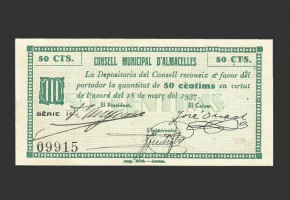 50 CTS. CONSELL MUNICIPAL D'ALMACELLES 50 CTS.
La Depositaria del Consell reconeix a favor del
portador la quantitat de 50 cèntims en virtut
de l'acord del 18 de març del 1937.
El President, El Caixer,
SÈRIE
L'Interventor
09915